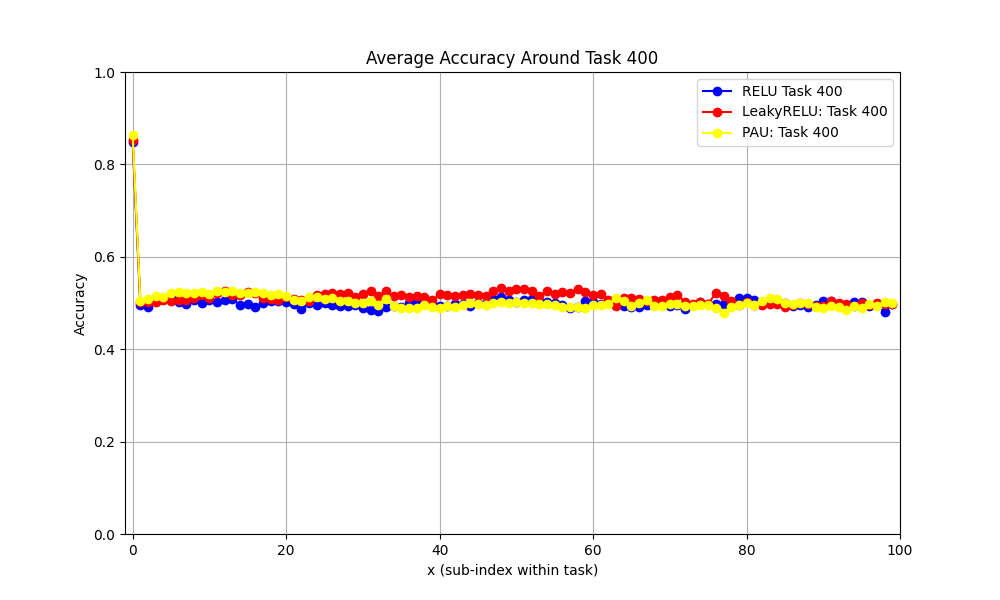 Average Accuracy Around Task 400
RELU Task 400
LeakyRELU: Task 400
PAU: Task 400
1.0
0.8
0.6
0.4
0.2
0.0
Accuracy
0 20 40 60 80 100
x (sub-index within task)